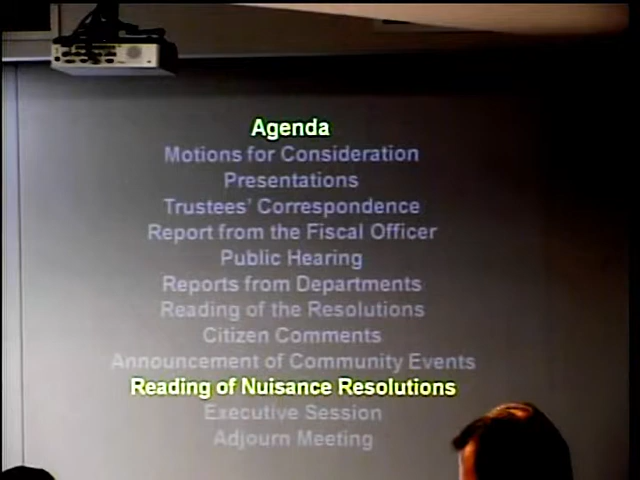 Agenda
Motions for Consideration
Presentations
Trustees' Correspondence
Report from the Fiscal Officer
Public Hearing
Reports from Departments
Reading of the Resolutions
Citizen Comments
Announcement of Community Events
Reading of Nuisance Resolutions
Executive Session
Adjourn Meeting